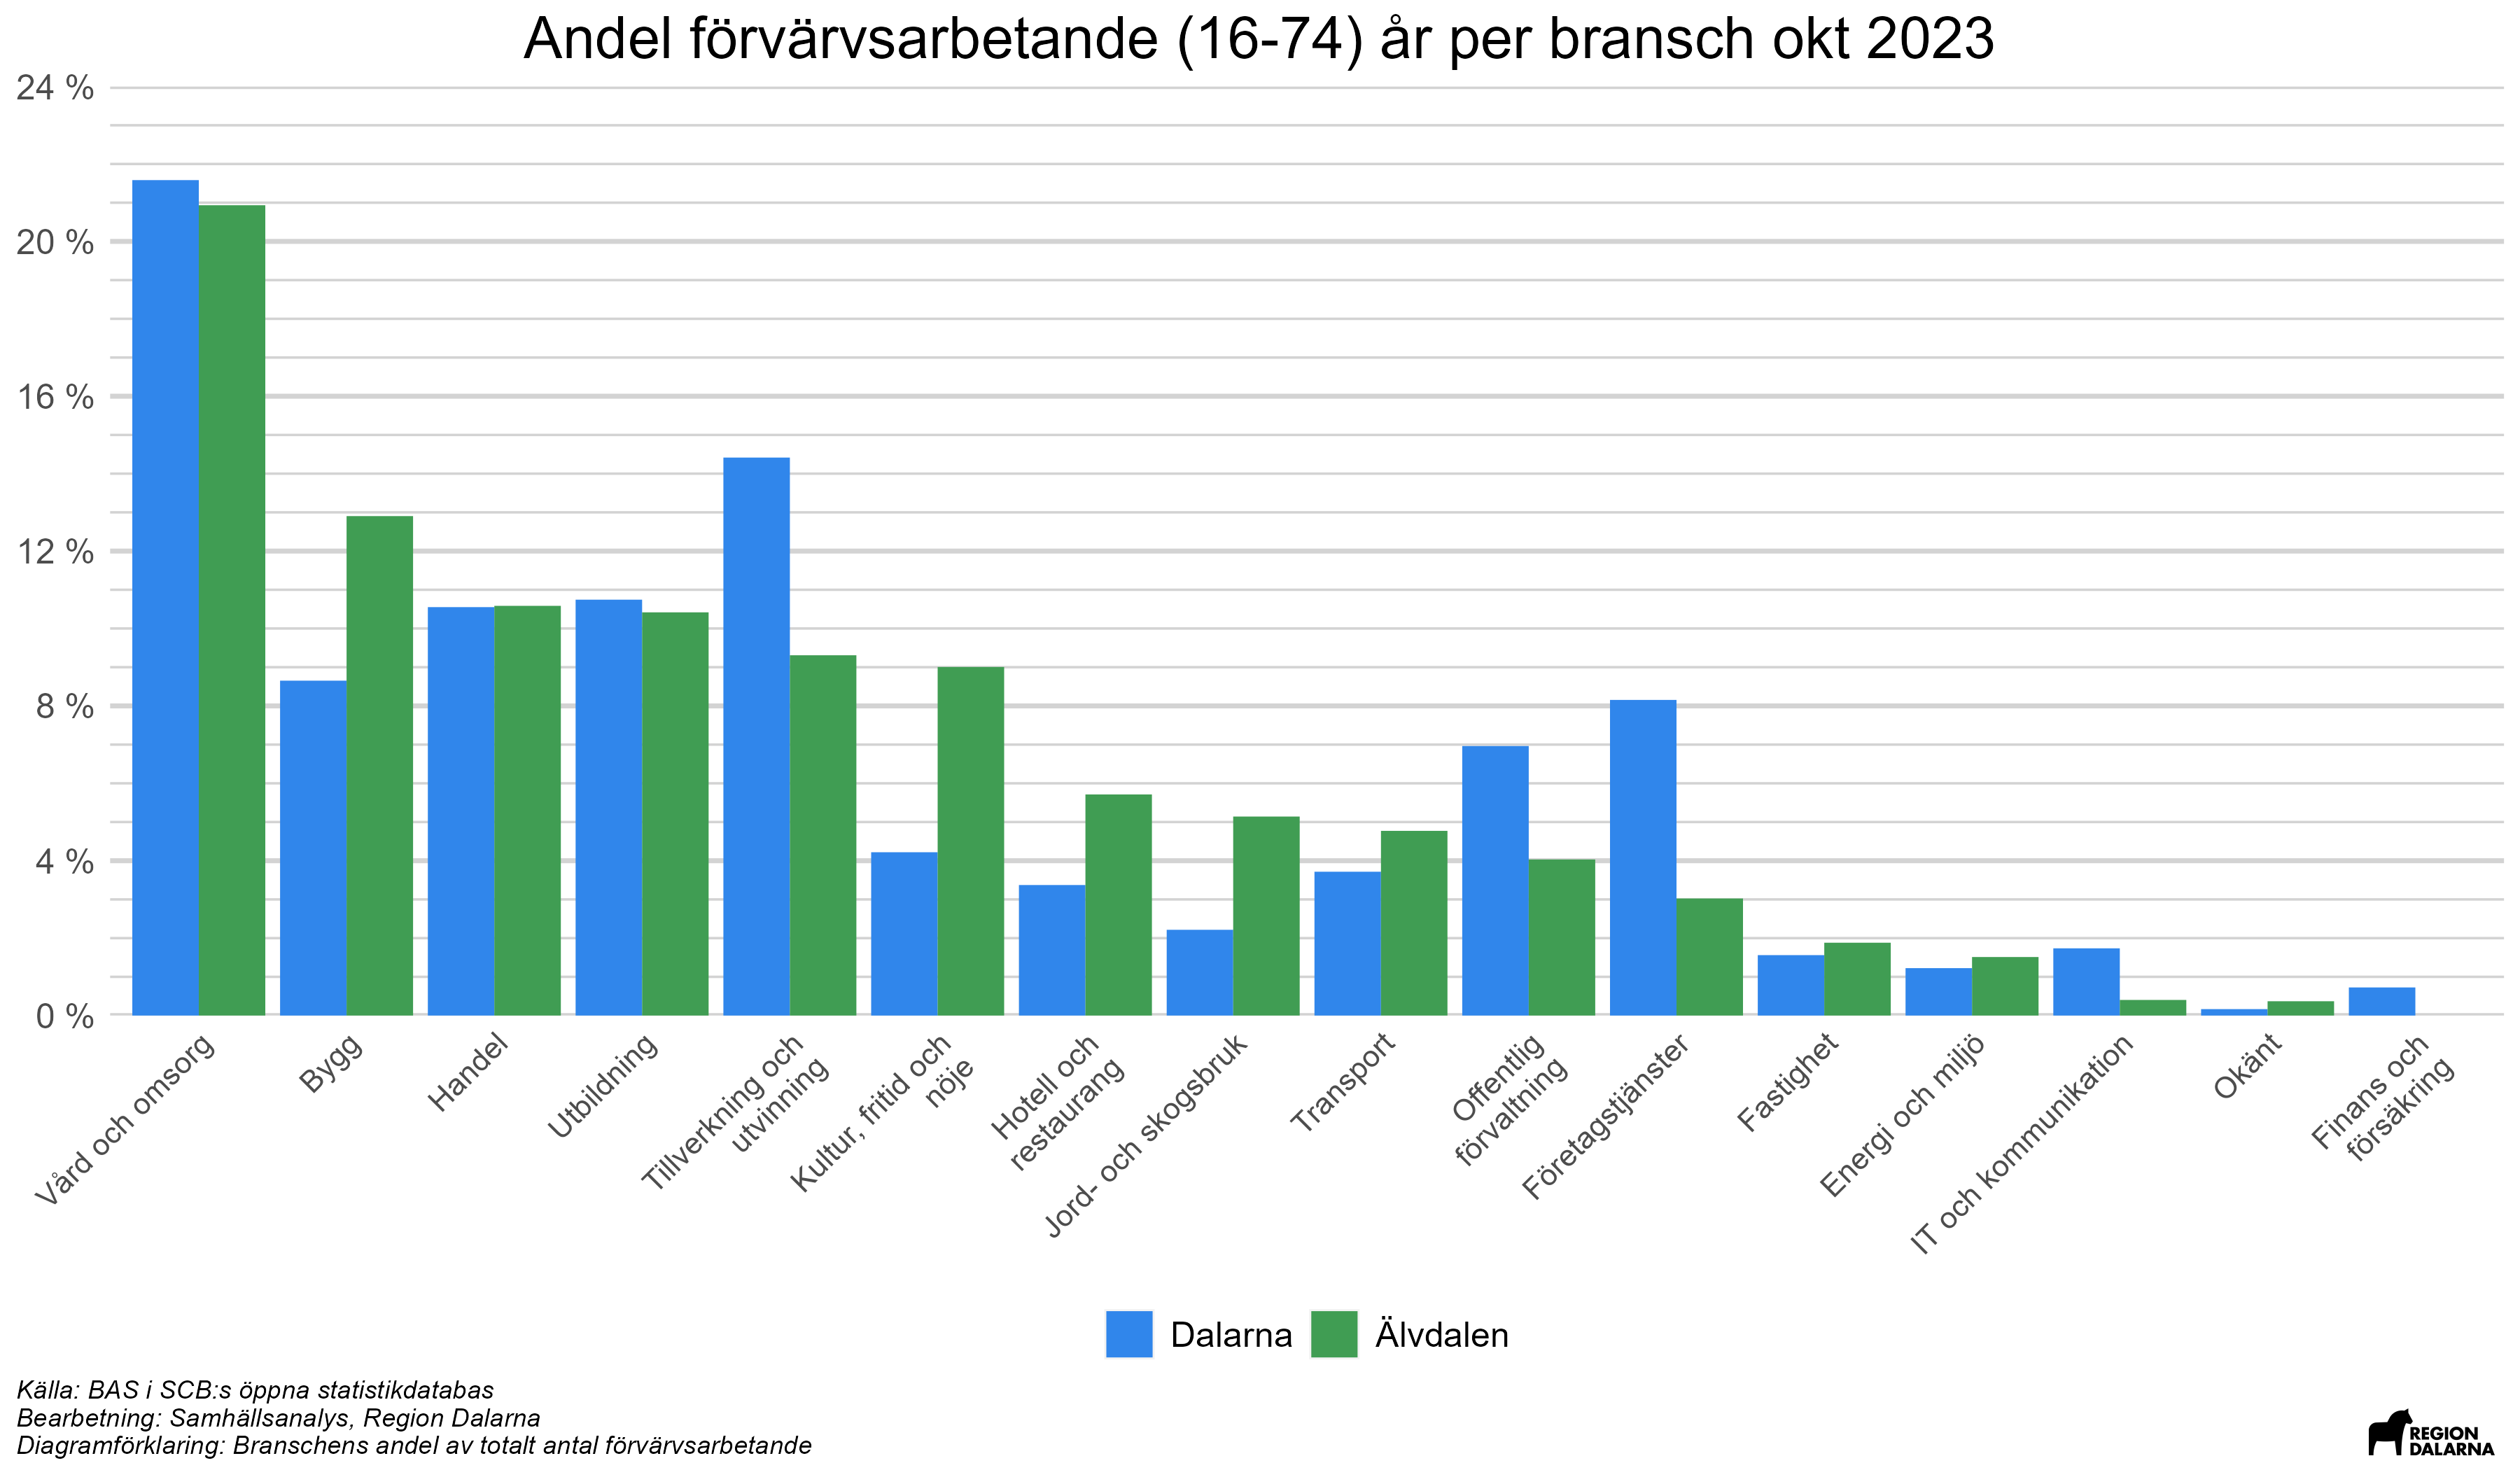 Andel förvärvsarbetande (16-74) år per bransch okt 2023
24 %
20 %
16 %
12 %
8 %
4 %
0 %
Vård och omsorg
Bygg
Handel
Utbildning
Tillverkning och
utvinning
Kultur, fritid och
nöje
Hotell och
restaurang
Jord- och skogsbruk
Transport
Offentlig
förvaltning
Företagstjänster
Fastighet
Energi och miljö
IT och kommunikation
Okänt
Finans och
försäkring
Dalarna
Älvdalen
Källa: BAS i SCB:s öppna statistikdatabas
Bearbetning: Samhällsanalys, Region Dalarna
Diagramförklaring: Branschens andel av totalt antal förvärvsarbetande
REGION
DALARNA